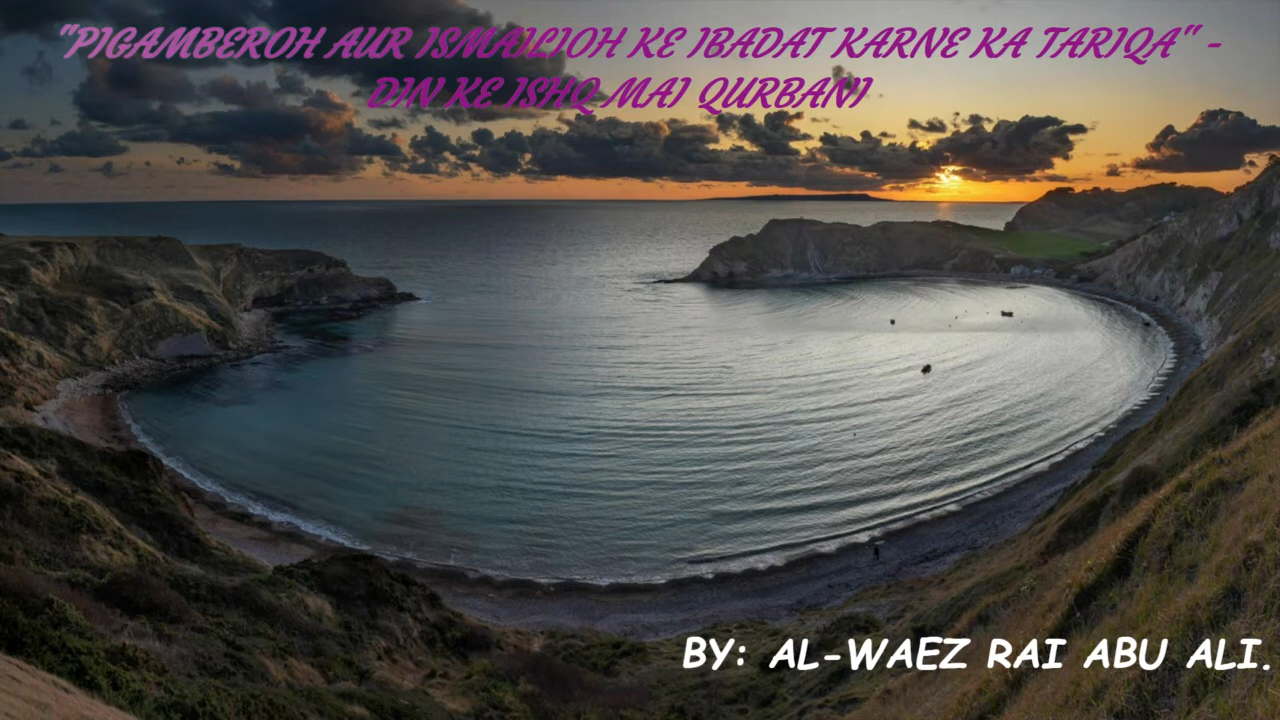 "PIGAMBEROH AUR ISMAILIOH KE IBADAT KARNE KA TARIQA" -
DIN KE ISHQ MAI QURBANI
BY: AL-WAEZ RAI ABU ALI.